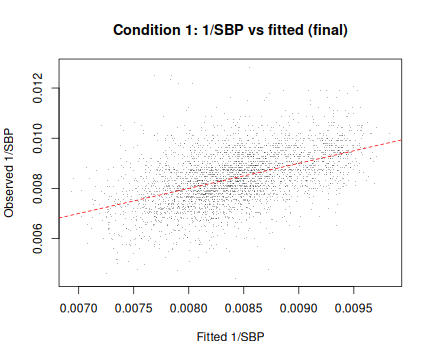 Condition 1: 1/SBP vs fitted (final)
0.012
0.010
0.008
0.006
Observed 1/SBP
0.0070 0.0075 0.0080 0.0085 0.0090 0.0095
Fitted 1/SBP